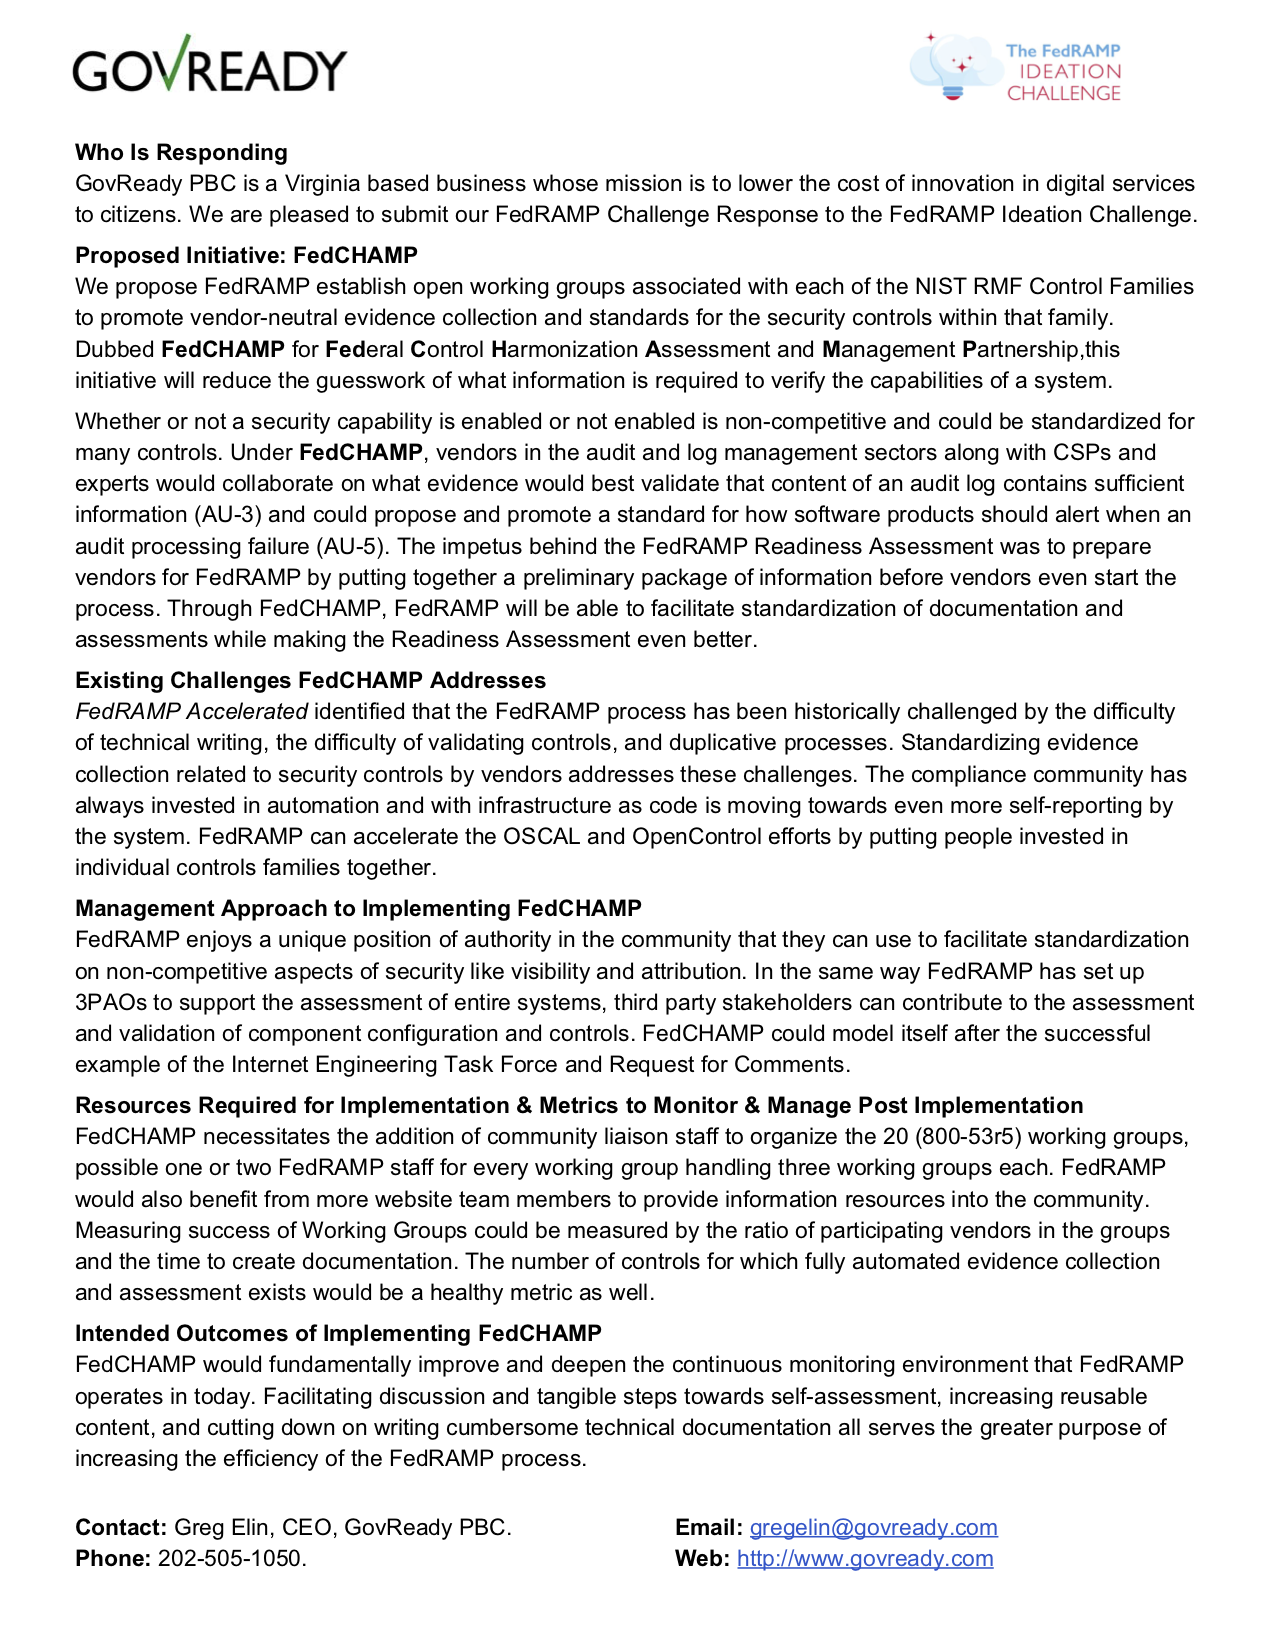 GOVREADY
The FedRAMP
IDEATION
CHALLENGE
Who Is Responding
GovReady PBC is a Virginia based business whose mission is to lower the cost of innovation in digital services
to citizens. We are pleased to submit our FedRAMP Challenge Response to the FedRAMP Ideation Challenge.
Proposed Initiative: FedCHAMP
We propose FedRAMP establish open working groups associated with each of the NIST RMF Control Families
to promote vendor-neutral evidence collection and standards for the security controls within that family.
Dubbed FedCHAMP for Federal Control Harmonization Assessment and Management Partnership,this
initiative will reduce the guesswork of what information is required to verify the capabilities of a system.
Whether or not a security capability is enabled or not enabled is non-competitive and could be standardized for
many controls. Under FedCHAMP, vendors in the audit and log management sectors along with CSPs and
experts would collaborate on what evidence would best validate that content of an audit log contains sufficient
information (AU-3) and could propose and promote a standard for how software products should alert when an
audit processing failure (AU-5). The impetus behind the FedRAMP Readiness Assessment was to prepare
vendors for FedRAMP by putting together a preliminary package of information before vendors even start the
process. Through FedCHAMP, FedRAMP will be able to facilitate standardization of documentation and
assessments while making the Readiness Assessment even better.
Existing Challenges FedCHAMP Addresses
FedRAMP Accelerated identified that the FedRAMP process has been historically challenged by the difficulty
of technical writing, the difficulty of validating controls, and duplicative processes. Standardizing evidence
collection related to security controls by vendors addresses these challenges. The compliance community has
always invested in automation and with infrastructure as code is moving towards even more self-reporting by
the system. FedRAMP can accelerate the OSCAL and OpenControl efforts by putting people invested in
individual controls families together.
Management Approach to Implementing FedCHAMP
FedRAMP enjoys a unique position of authority in the community that they can use to facilitate standardization
on non-competitive aspects of security like visibility and attribution. In the same way FedRAMP has set up
3PAOs to support the assessment of entire systems, third party stakeholders can contribute to the assessment
and validation of component configuration and controls. FedCHAMP could model itself after the successful
example of the Internet Engineering Task Force and Request for Comments.
Resources Required for Implementation & Metrics to Monitor & Manage Post Implementation
FedCHAMP necessitates the addition of community liaison staff to organize the 20 (800-53r5) working groups,
possible one or two FedRAMP staff for every working group handling three working groups each. FedRAMP
would also benefit from more website team members to provide information resources into the community.
Measuring success of Working Groups could be measured by the ratio of participating vendors in the groups
and the time to create documentation. The number of controls for which fully automated evidence collection
and assessment exists would be a healthy metric as well.
Intended Outcomes of Implementing FedCHAMP
FedCHAMP would fundamentally improve and deepen the continuous monitoring environment that FedRAMP
operates in today. Facilitating discussion and tangible steps towards self-assessment, increasing reusable
content, and cutting down on writing cumbersome technical documentation all serves the greater purpose of
increasing the efficiency of the FedRAMP process.
Contact: Greg Elin, CEO, GovReady PBC. Email: gregelin@govready.com
Phone: 202-505-1050. Web: http://www.govready.com